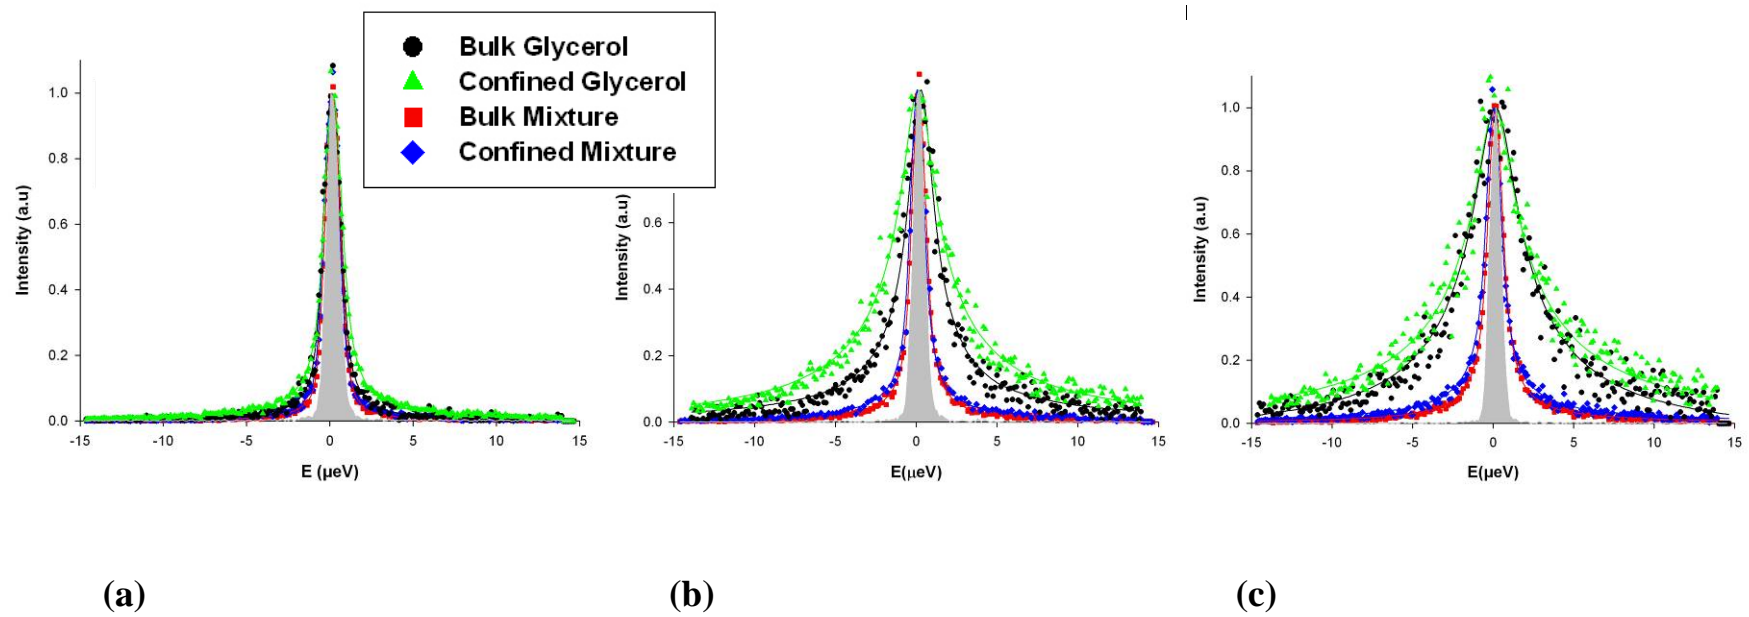 Bulk Glycerol
Confined Glycerol
Bulk Mixture
Confined Mixture
Intensity (a.u)
1.0
0.8
0.6
0.4
0.2
0.0
-15
-10
-5
0
5
10
15
E (µeV)
Intensity (a.u)
0.6
0.4
0.2
0.0
-15
-10
-5
0
5
10
15
E(µeV)
Intensity (a.u)
1.0
0.8
0.6
0.4
0.2
0.0
-15
-10
-5
0
5
10
15
E(µeV)
(a)
(b)
(c)